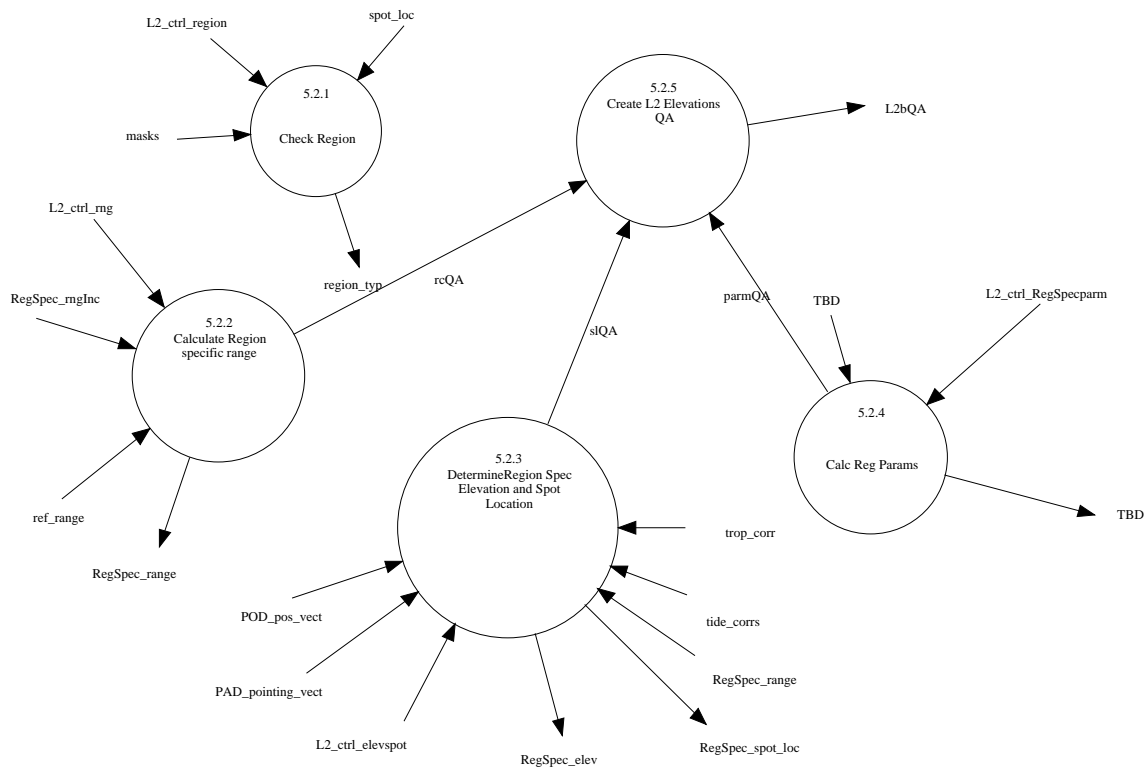 L2_ctrl_region
spot_loc
5.2.1
Check Region
masks
region_typ
5.2.5
Create L2 Elevations
QA
L2bQA
L2_ctrl_rng
RegSpec_rngInc
5.2.2
Calculate Region
specific range
ref_range
RegSpec_range
rcQA
slQA
parmQA
TBD
L2_ctrl_RegSpecparm
5.2.4
Calc Reg Params
TBD
5.2.3
DetermineRegion Spec
Elevation and Spot
Location
trop_corr
tide_corrs
RegSpec_range
RegSpec_spot_loc
POD_pos_vect
PAD_pointing_vect
L2_ctrl_elevspot
RegSpec_elev